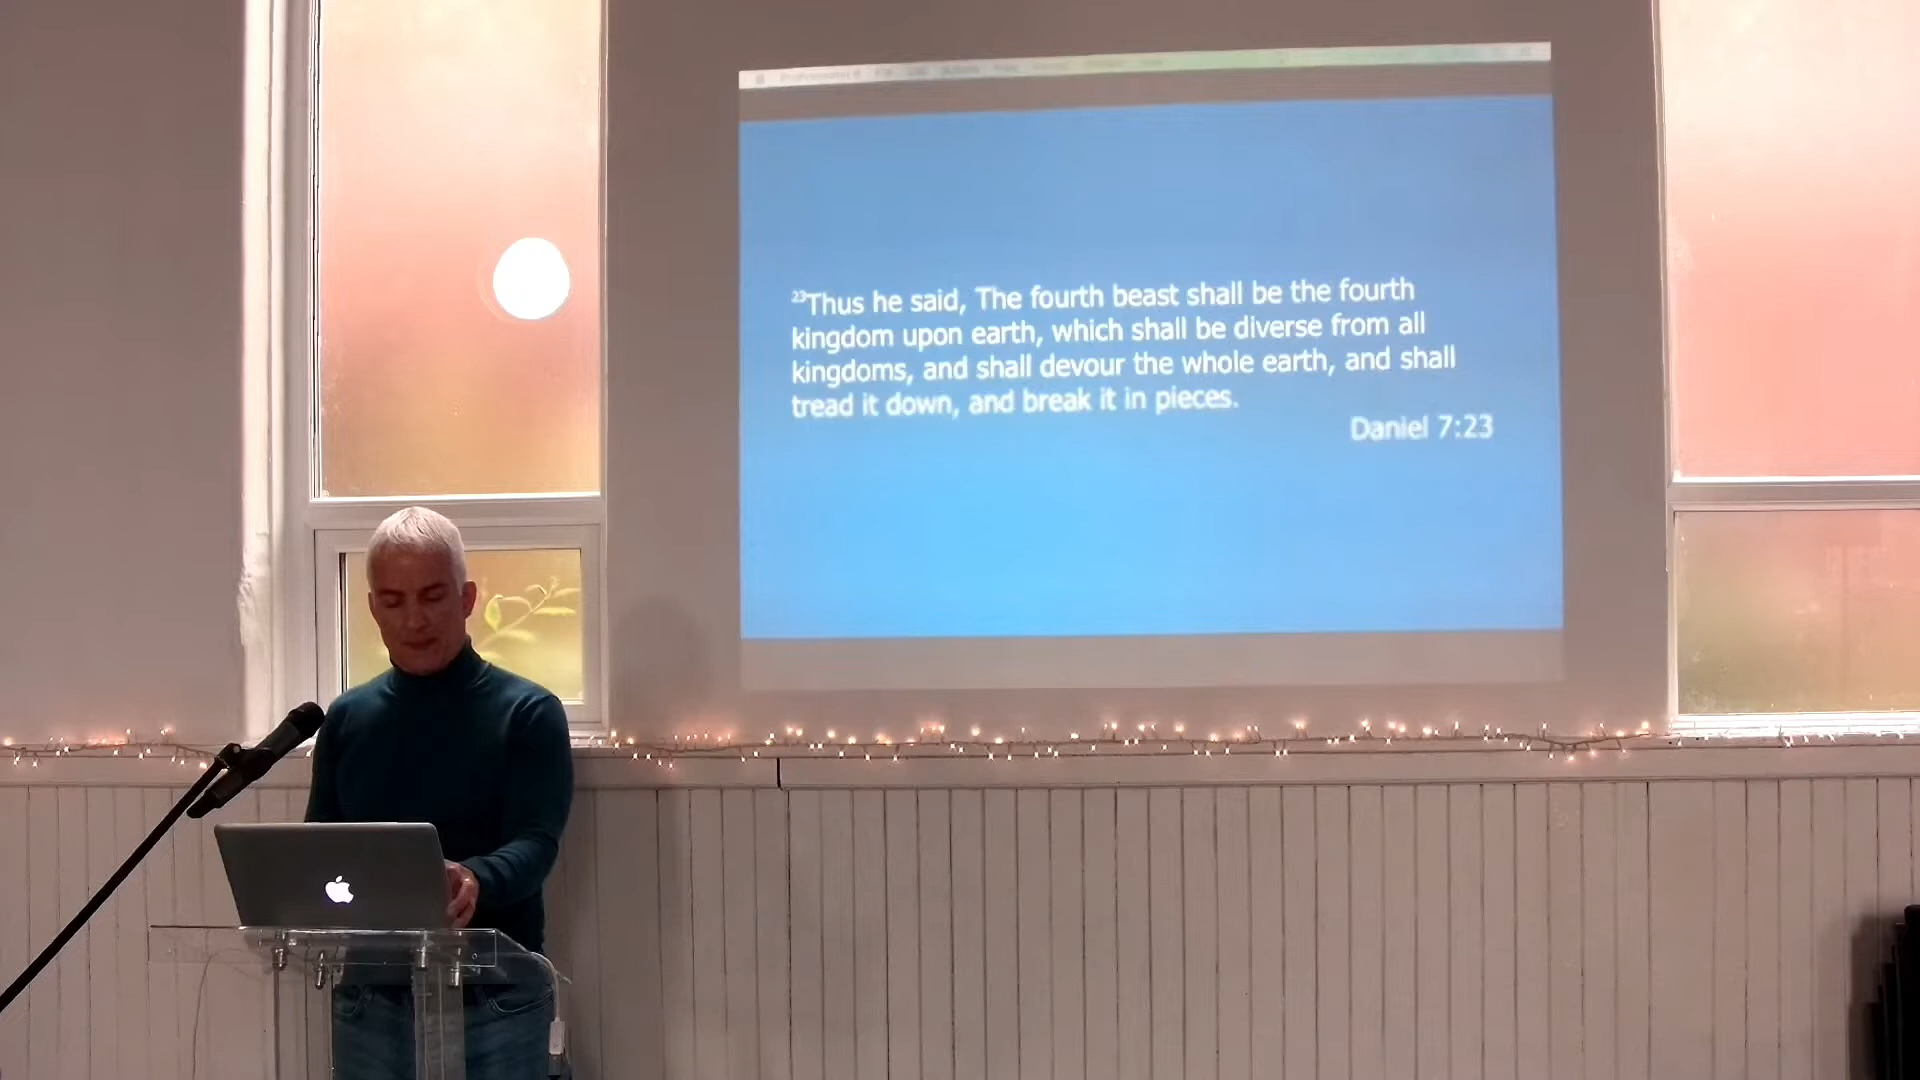 ²³Thus he said, The fourth beast shall be the fourth
kingdom upon earth, which shall be diverse from all
kingdoms, and shall devour the whole earth, and shall
tread it down, and break it in pieces.
Daniel 7:23